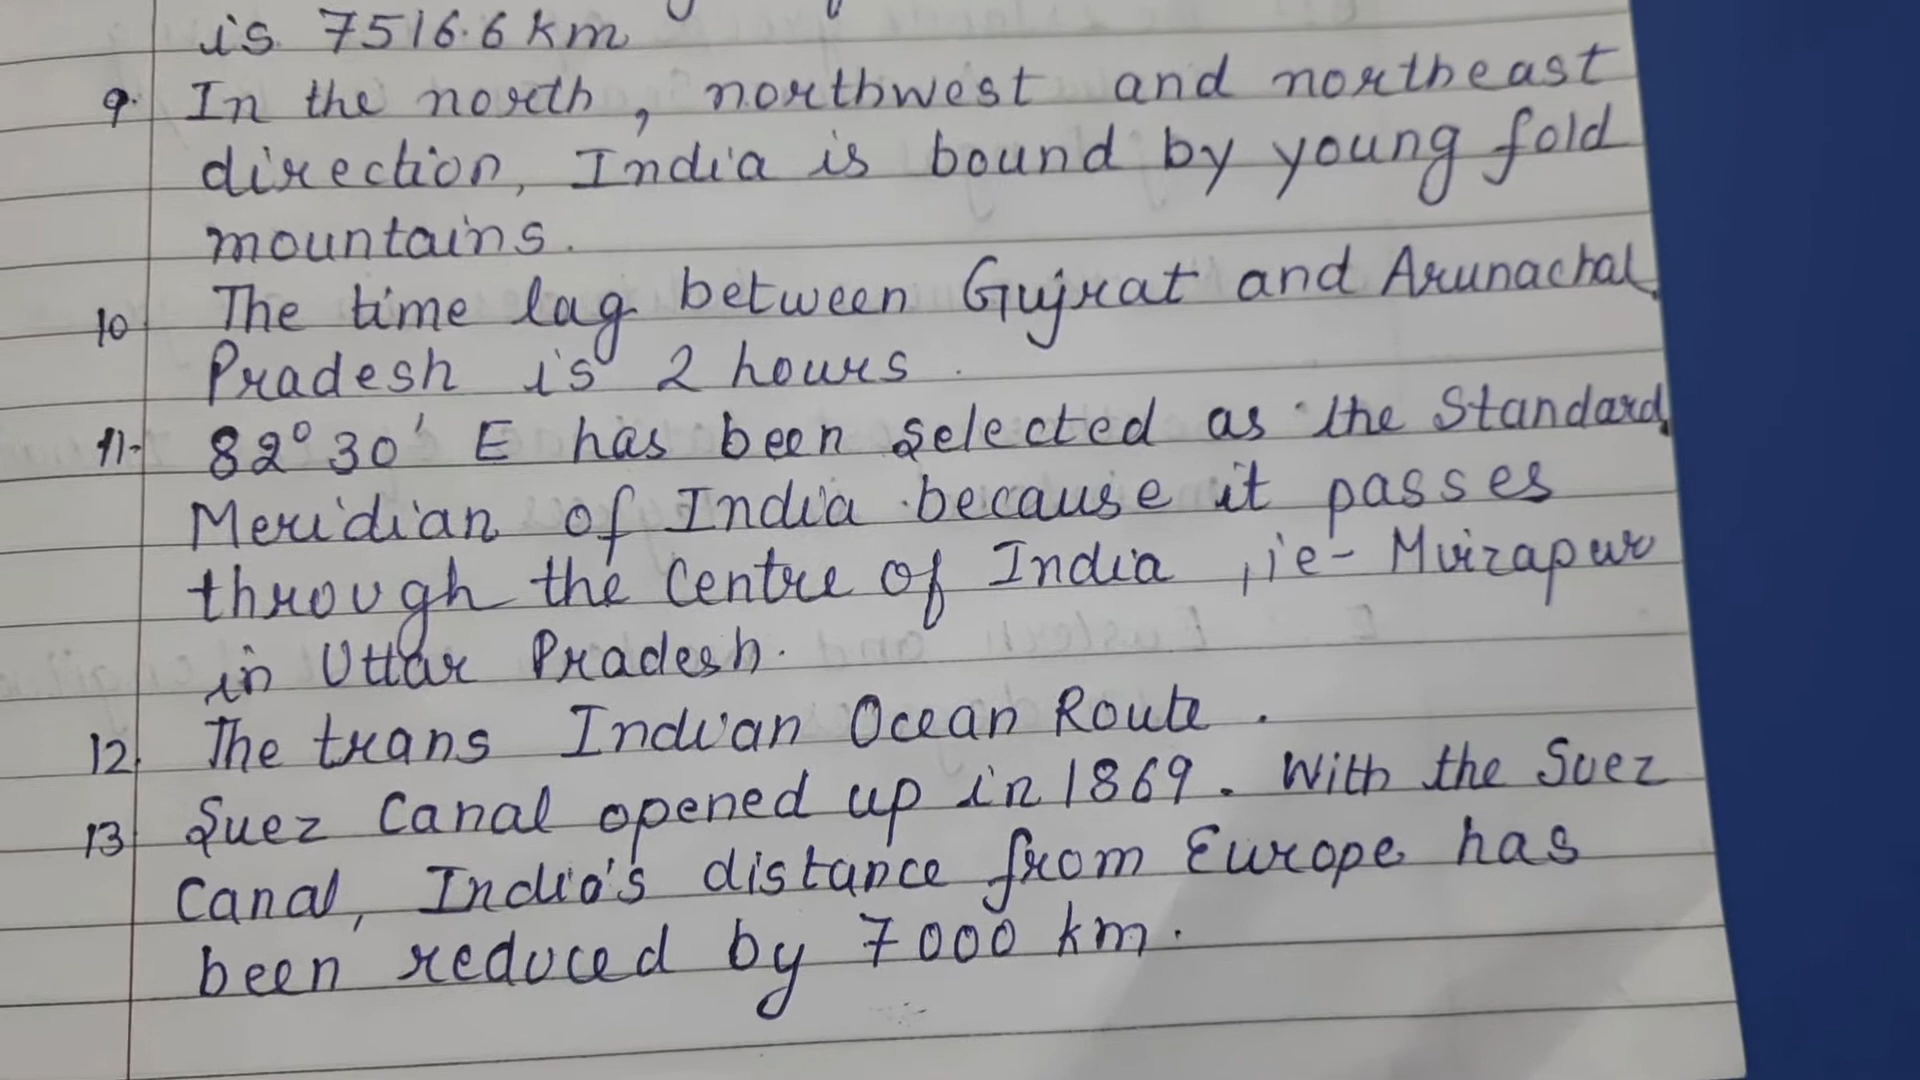 is 7516.6 km
9. In the north, northwest and northeast
direction, India is bound by young fold
mountains.
10 The time lag between Gujrat and Arunachal
Pradesh is 2 hours.
11- 82° 30' E has been selected as the Standard
Meridian of India because it passes
through the Centre of India, ie- Mirzapur
in Uttar Pradesh.
12 The trans Indian Ocean Route.
13 Suez Canal opened up in 1869. With the Suez
Canal, India's distance from Europe has
been reduced by 7000 km.